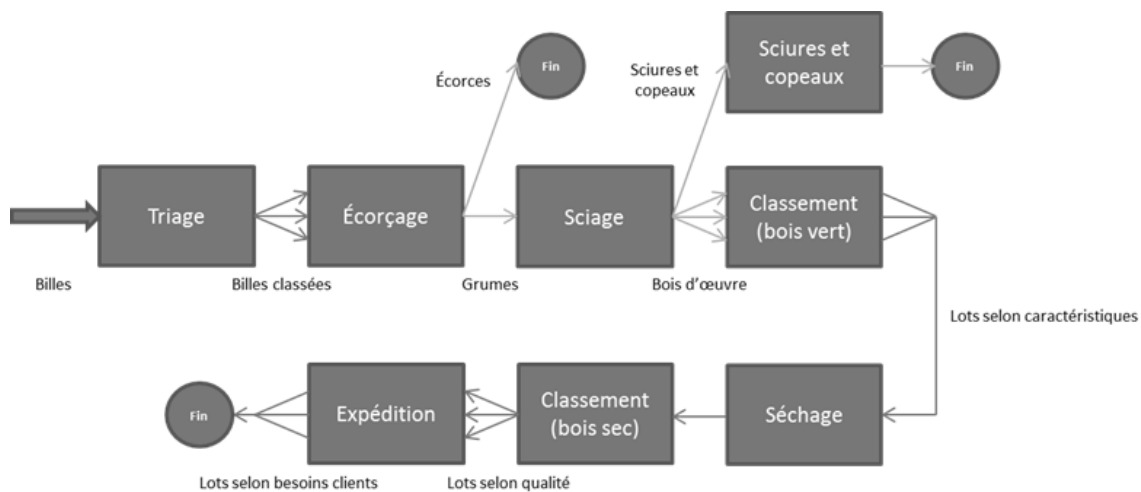 Sciures et
copeaux
Fin
Fin
Écorces
Sciures et
copeaux
Triage
Écorçage
Sciage
Classement
(bois vert)
Billes
Billes classées
Grumes
Bois d'œuvre
Lots selon caractéristiques
Fin
Expédition
Classement
(bois sec)
Séchage
Lots selon besoins clients
Lots selon qualité